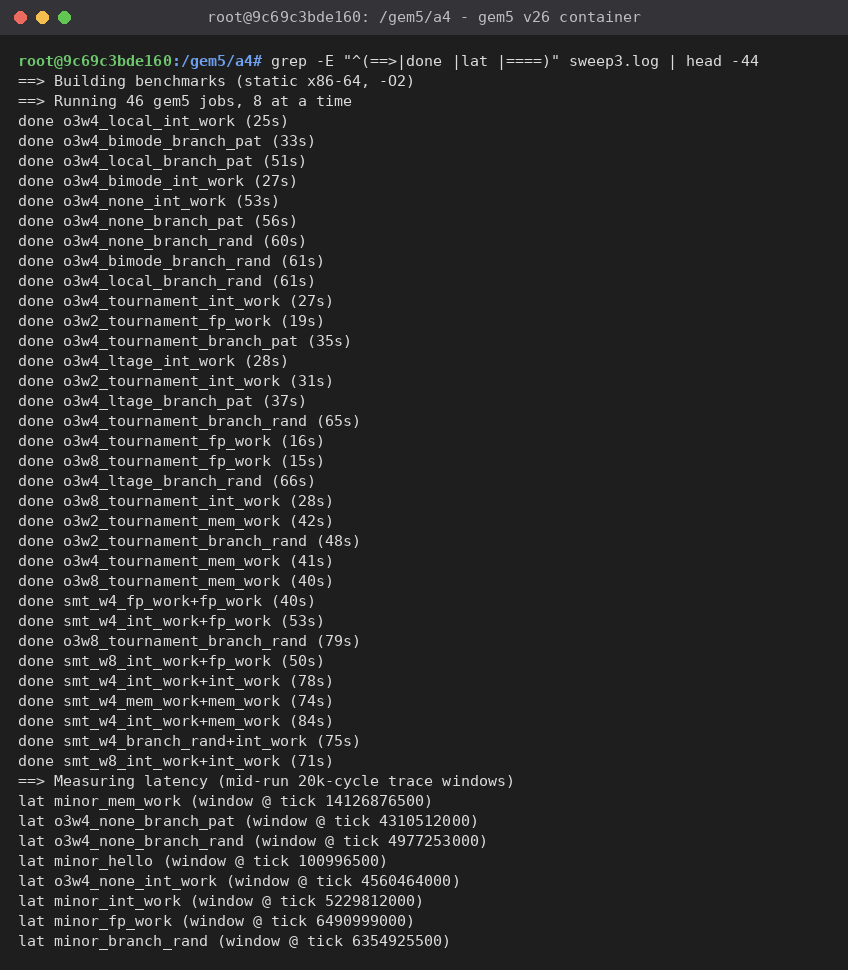 root@9c69c3bde160: /gem5/a4 - gem5 v26 container
root@9c69c3bde160:/gem5/a4# grep -E "^(==>|done |lat |====)" sweep3.log | head -44
==> Building benchmarks (static x86-64, -O2)
==> Running 46 gem5 jobs, 8 at a time
done o3w4_local_int_work (25s)
done o3w4_bimode_branch_pat (33s)
done o3w4_local_branch_pat (51s)
done o3w4_bimode_int_work (27s)
done o3w4_none_int_work (53s)
done o3w4_none_branch_pat (56s)
done o3w4_none_branch_rand (60s)
done o3w4_bimode_branch_rand (61s)
done o3w4_local_branch_rand (61s)
done o3w4_tournament_int_work (27s)
done o3w2_tournament_fp_work (19s)
done o3w4_tournament_branch_pat (35s)
done o3w4_ltage_int_work (28s)
done o3w2_tournament_int_work (31s)
done o3w4_ltage_branch_pat (37s)
done o3w4_tournament_branch_rand (65s)
done o3w4_tournament_fp_work (16s)
done o3w8_tournament_fp_work (15s)
done o3w4_ltage_branch_rand (66s)
done o3w8_tournament_int_work (28s)
done o3w2_tournament_mem_work (42s)
done o3w2_tournament_branch_rand (48s)
done o3w4_tournament_mem_work (41s)
done o3w8_tournament_mem_work (40s)
done smt_w4_fp_work+fp_work (40s)
done smt_w4_int_work+fp_work (53s)
done o3w8_tournament_branch_rand (79s)
done smt_w8_int_work+fp_work (50s)
done smt_w4_int_work+int_work (78s)
done smt_w4_mem_work+mem_work (74s)
done smt_w4_int_work+mem_work (84s)
done smt_w4_branch_rand+int_work (75s)
done smt_w8_int_work+int_work (71s)
==> Measuring latency (mid-run 20k-cycle trace windows)
lat minor_mem_work (window @ tick 14126876500)
lat o3w4_none_branch_pat (window @ tick 4310512000)
lat o3w4_none_branch_rand (window @ tick 4977253000)
lat minor_hello (window @ tick 100996500)
lat o3w4_none_int_work (window @ tick 4560464000)
lat minor_int_work (window @ tick 5229812000)
lat minor_fp_work (window @ tick 6490999000)
lat minor_branch_rand (window @ tick 6354925500)